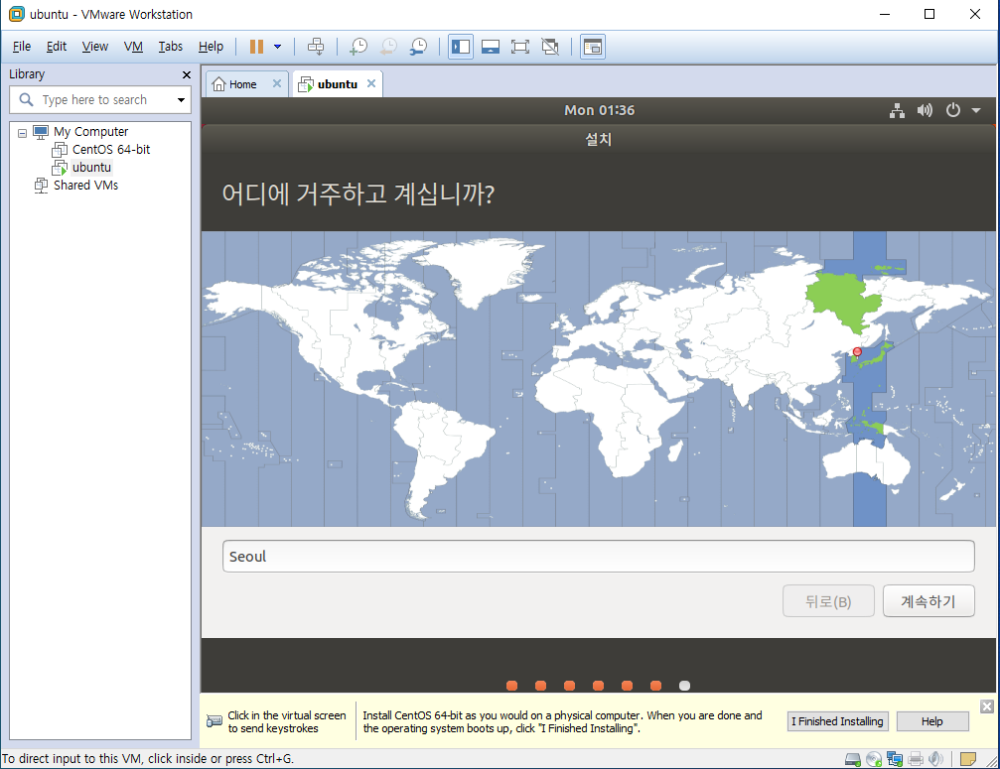 ubuntu - VMware Workstation
File Edit View VM Tabs Help
Library
Type here to search
My Computer
CentOS 64-bit
ubuntu
Shared VMs
Home
ubuntu
Mon 01:36
설치
어디에 거주하고 계십니까?
Seoul
뒤로(B)
계속하기
Click in the virtual screen
to send keystrokes
Install CentOS 64-bit as you would on a physical computer. When you are done and
the operating system boots up, click "I Finished Installing".
I Finished Installing
Help
To direct input to this VM, click inside or press Ctrl+G.